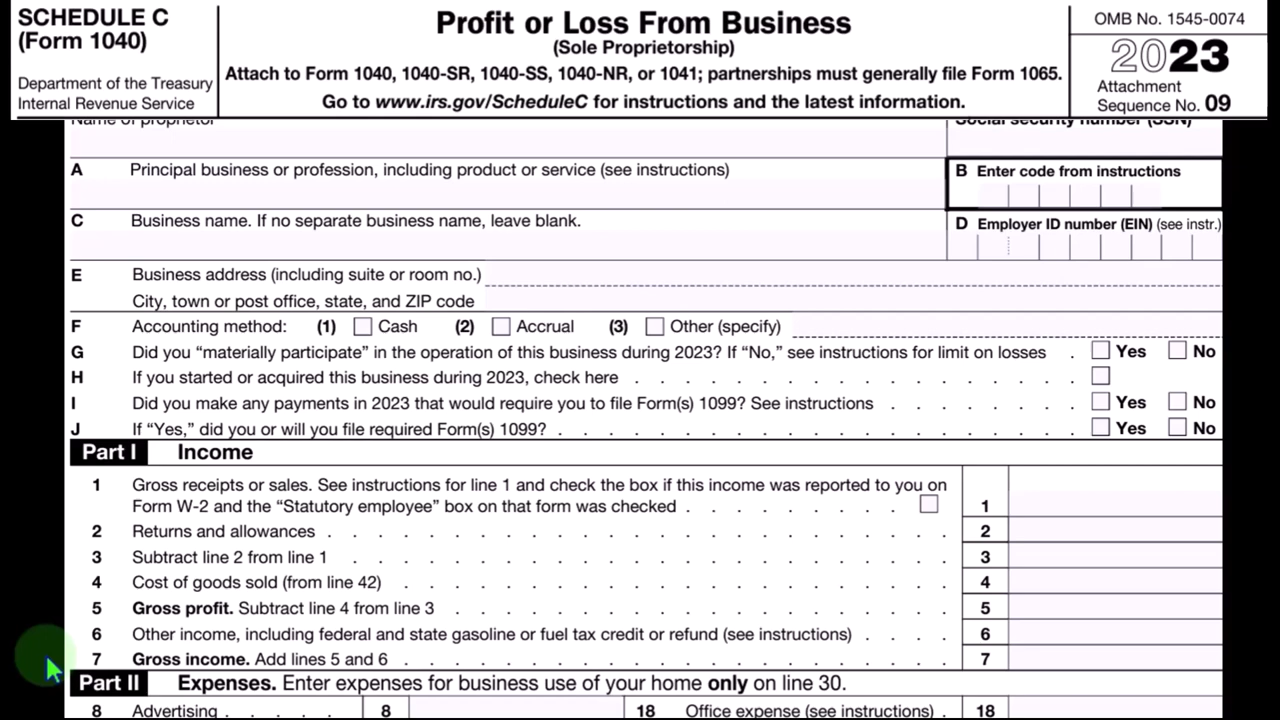 SCHEDULE C
(Form 1040)
Department of the Treasury
Internal Revenue Service
Profit or Loss From Business
(Sole Proprietorship)
Attach to Form 1040, 1040-SR, 1040-SS, 1040-NR, or 1041; partnerships must generally file Form 1065.
Go to www.irs.gov/ScheduleC for instructions and the latest information.
OMB No. 1545-0074
2023
Attachment
Sequence No. 09
Name of proprietor
Social security number (SSN)
A Principal business or profession, including product or service (see instructions)
B Enter code from instructions
C Business name. If no separate business name, leave blank.
D Employer ID number (EIN) (see instr.)
E Business address (including suite or room no.)
City, town or post office, state, and ZIP code
F Accounting method: (1) Cash (2) Accrual (3) Other (specify)
G Did you “materially participate” in the operation of this business during 2023? If “No,” see instructions for limit on losses . Yes No
H If you started or acquired this business during 2023, check here . . . . . . . . . . . . . . . . .
I Did you make any payments in 2023 that would require you to file Form(s) 1099? See instructions . . . . . . . . Yes No
J If “Yes,” did you or will you file required Form(s) 1099? . . . . . . . . . . . . . . . . . . . . Yes No
Part I Income
1 Gross receipts or sales. See instructions for line 1 and check the box if this income was reported to you on
Form W-2 and the “Statutory employee” box on that form was checked . . . . . . . . . 1
2 Returns and allowances . . . . . . . . . . . . . . . . . . . . . . . . . 2
3 Subtract line 2 from line 1 . . . . . . . . . . . . . . . . . . . . . . . . 3
4 Cost of goods sold (from line 42) . . . . . . . . . . . . . . . . . . . . . . 4
5 Gross profit. Subtract line 4 from line 3 . . . . . . . . . . . . . . . . . . . . 5
6 Other income, including federal and state gasoline or fuel tax credit or refund (see instructions) . . . . 6
7 Gross income. Add lines 5 and 6 . . . . . . . . . . . . . . . . . . . . . . 7
Part II Expenses. Enter expenses for business use of your home only on line 30.
8 Advertising . . . . . 8
18 Office expense (see instructions) . 18